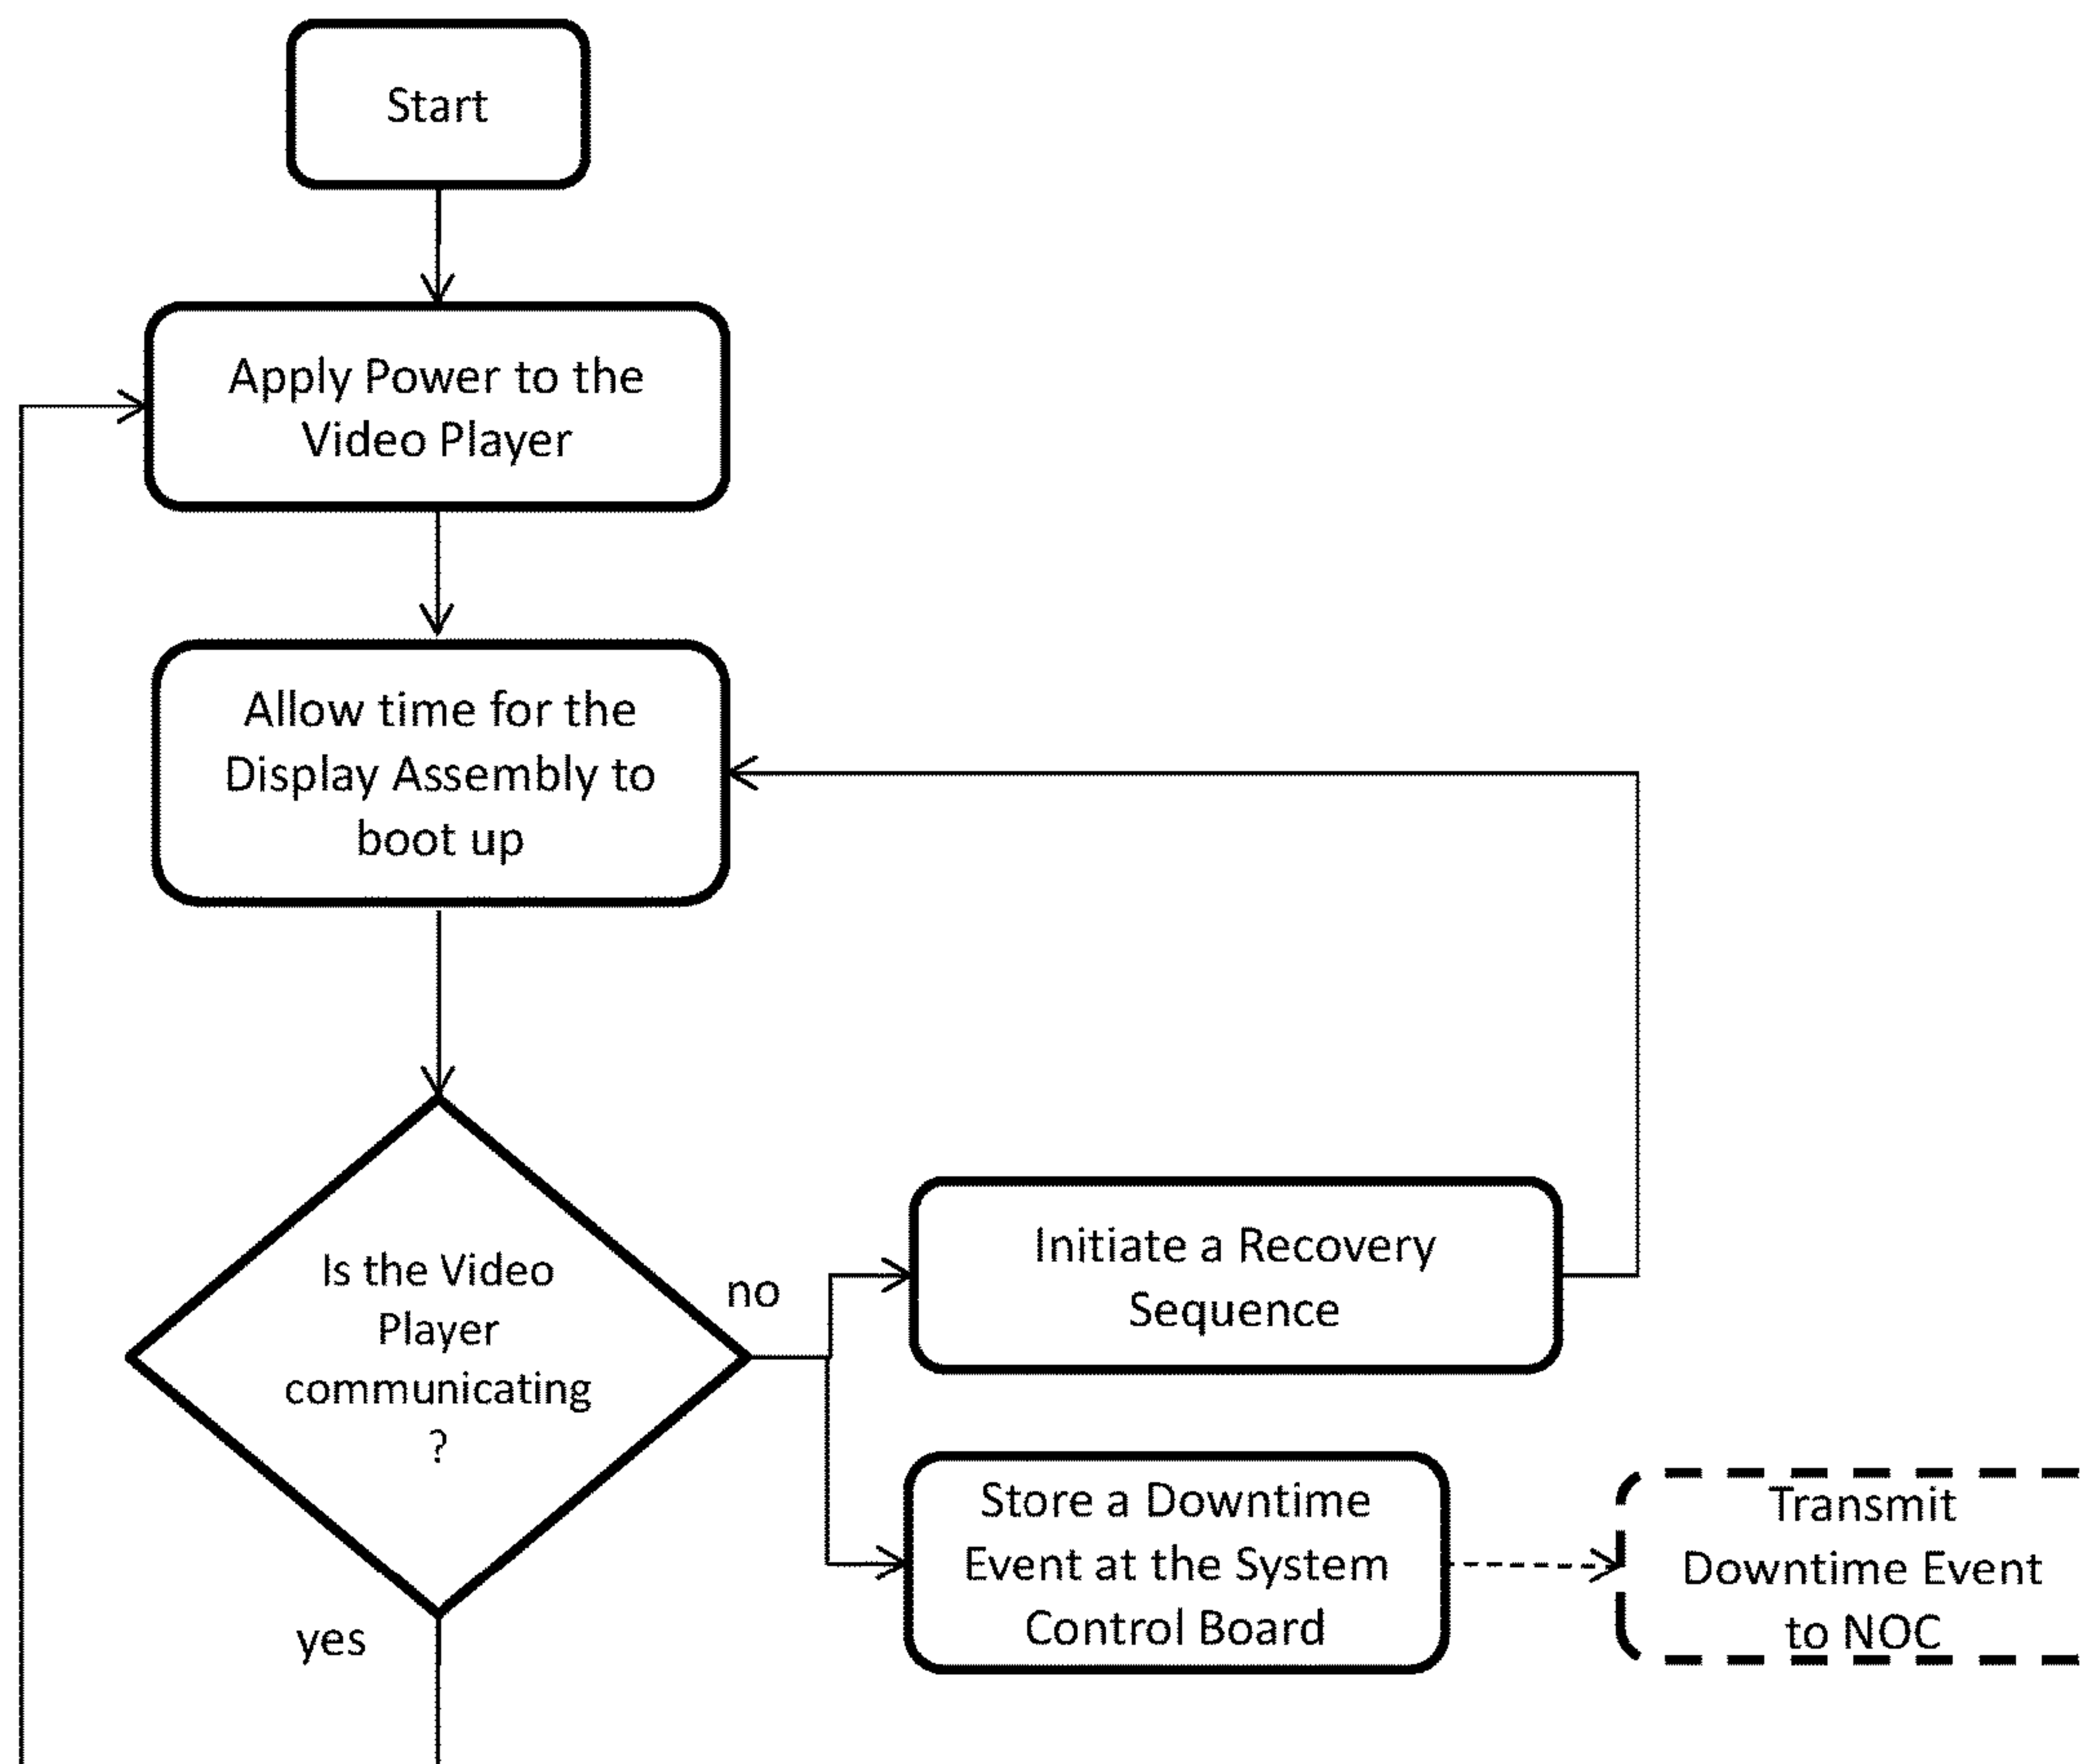 Start
Apply Power to the
Video Player
Allow time for the
Display Assembly to
boot up
Is the Video
Player
communicating
?
no
yes
Initiate a Recovery
Sequence
Store a Downtime
Event at the System
Control Board
Transmit
Downtime Event
to NOC